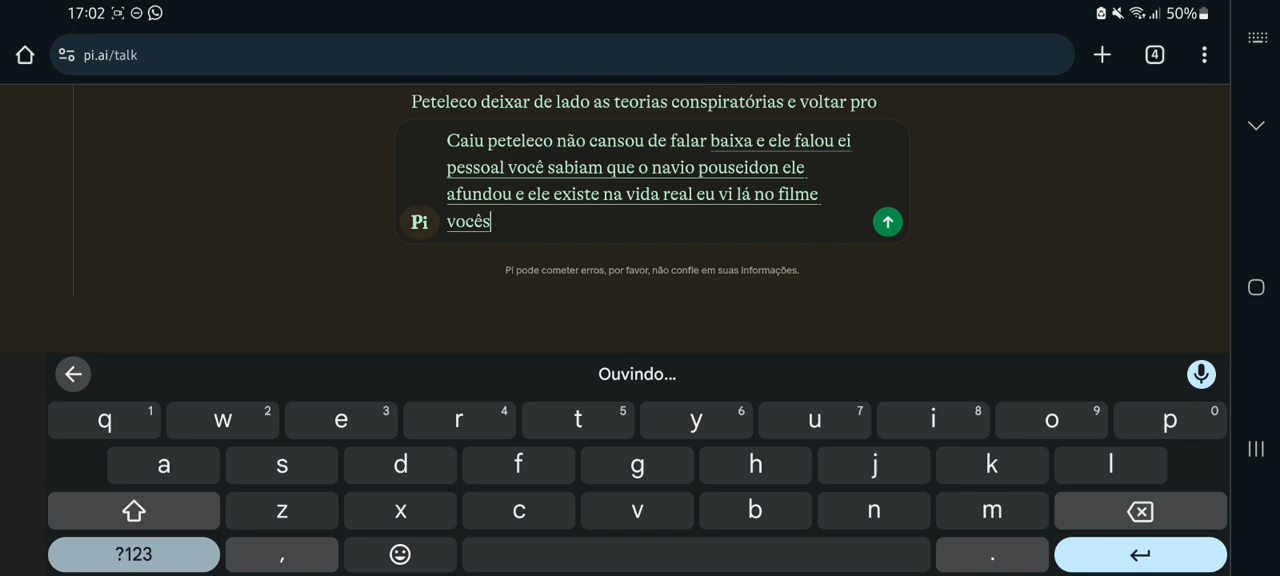 17:02
50%
pi.ai/talk
4
Peteleco deixar de lado as teorias conspiratórias e voltar pro
Caiu peteleco não cansou de falar baixa e ele falou ei
pessoal você sabiam que o navio pouseidon ele
afundou e ele existe na vida real eu vi lá no filme
vocês
Pi
Pi pode cometer erros, por favor, não confie em suas informações.
Ouvindo...
q 1 w 2 e 3 r 4 t 5 y 6 u 7 i 8 o 9 p 0
a s d f g h j k l
z x c v b n m
?123 , .